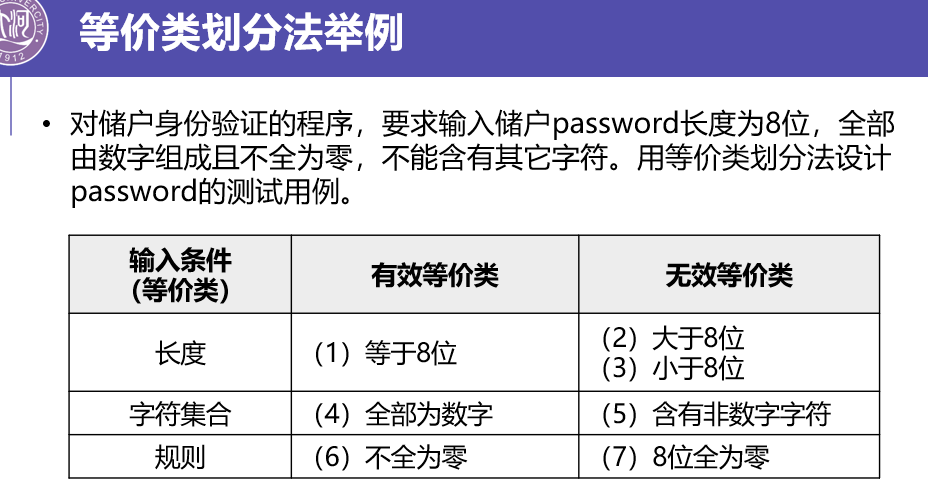 等价类划分法举例
1912
• 对储户身份验证的程序，要求输入储户password长度为8位，全部
由数字组成且不全为零，不能含有其它字符。用等价类划分法设计
password的测试用例。
输入条件
（等价类）
有效等价类
无效等价类
长度
（1）等于8位
（2）大于8位
（3）小于8位
字符集合
（4）全部为数字
（5）含有非数字字符
规则
（6）不全为零
（7）8位全为零